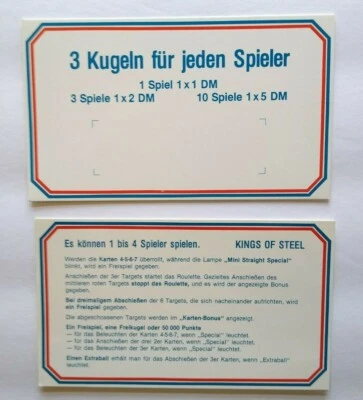 3 Kugeln für jeden Spieler
1 Spiel 1 x 1 DM
3 Spiele 1 x 2 DM 10 Spiele 1 x 5 DM
Es können 1 bis 4 Spieler spielen. KINGS OF STEEL
Werden die Karten 4-5-6-7 überrollt, während die Lampe „Mini Straight Special"
blinkt, wird ein Freispiel gegeben.
Anschießen der 3er Targets startet das Roulette. Gezieltes Anschießen des
mittleren roten Targets stoppt das Roulette, und es wird der angezeigte Bonus
gegeben.
Bei dreimaligem Abschießen der 6 Targets, die sich nacheinander aufrichten, wird
ein Freispiel gegeben.
Die abgeschossenen Targets werden im „Karten-Bonus" angezeigt.
Ein Freispiel, eine Freikugel oder 50 000 Punkte
— für das Beleuchten der Karten 4-5-6-7, wenn „Special" leuchtet.
— für das Anschießen der drei 2er Karten, wenn „Special" leuchtet.
— für das Beleuchten der 3er Karten, wenn „Special" leuchtet.
Einen Extraball erhält man für das Abschießen der 3er Karten, wenn „Extraball"
leuchtet.